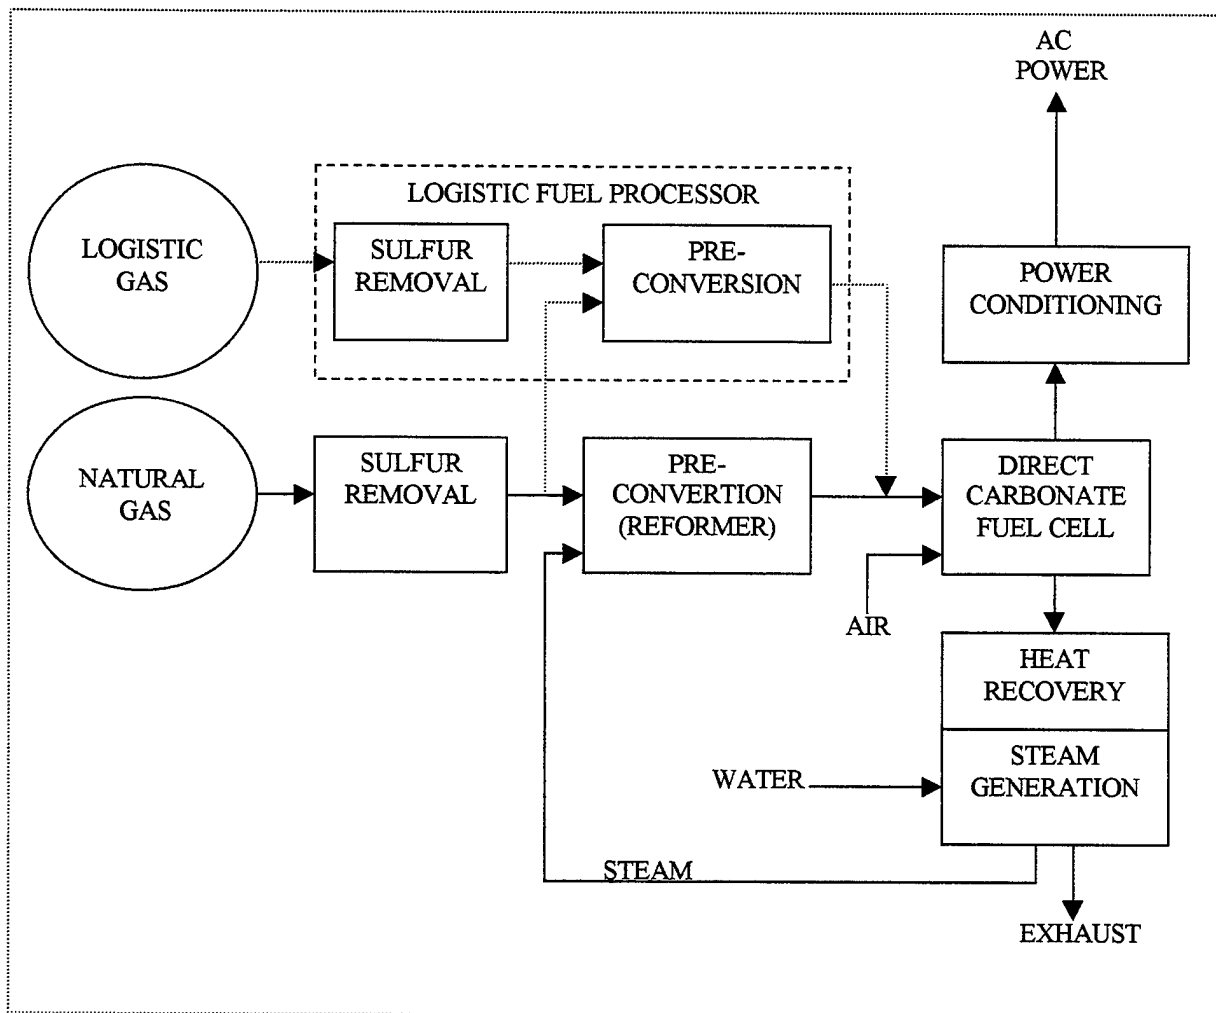 AC
POWER
LOGISTIC FUEL PROCESSOR
LOGISTIC
GAS
SULFUR
REMOVAL
PRE-
CONVERSION
POWER
CONDITIONING
NATURAL
GAS
SULFUR
REMOVAL
PRE-
CONVERTION
(REFORMER)
DIRECT
CARBONATE
FUEL CELL
AIR
HEAT
RECOVERY
WATER
STEAM
GENERATION
STEAM
EXHAUST